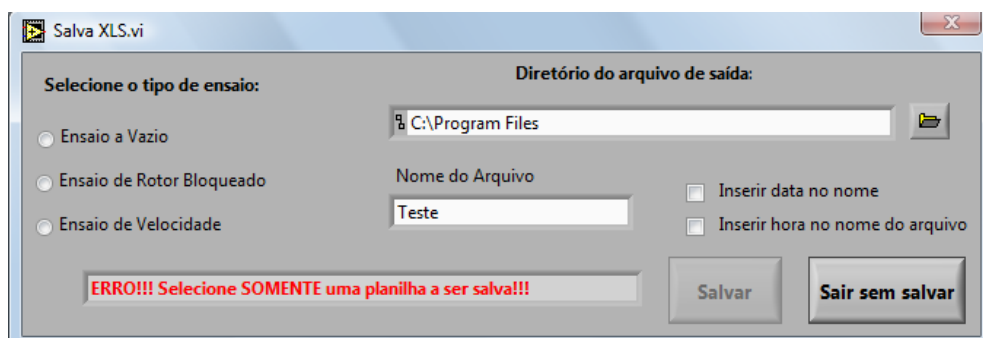 Salva XLS.vi
Selecione o tipo de ensaio:
Diretório do arquivo de saída:
C:\Program Files
Ensaio a Vazio
Ensaio de Rotor Bloqueado
Nome do Arquivo
Inserir data no nome
Teste
Ensaio de Velocidade
Inserir hora no nome do arquivo
ERRO!!! Selecione SOMENTE uma planilha a ser salva!!!
Salvar
Sair sem salvar